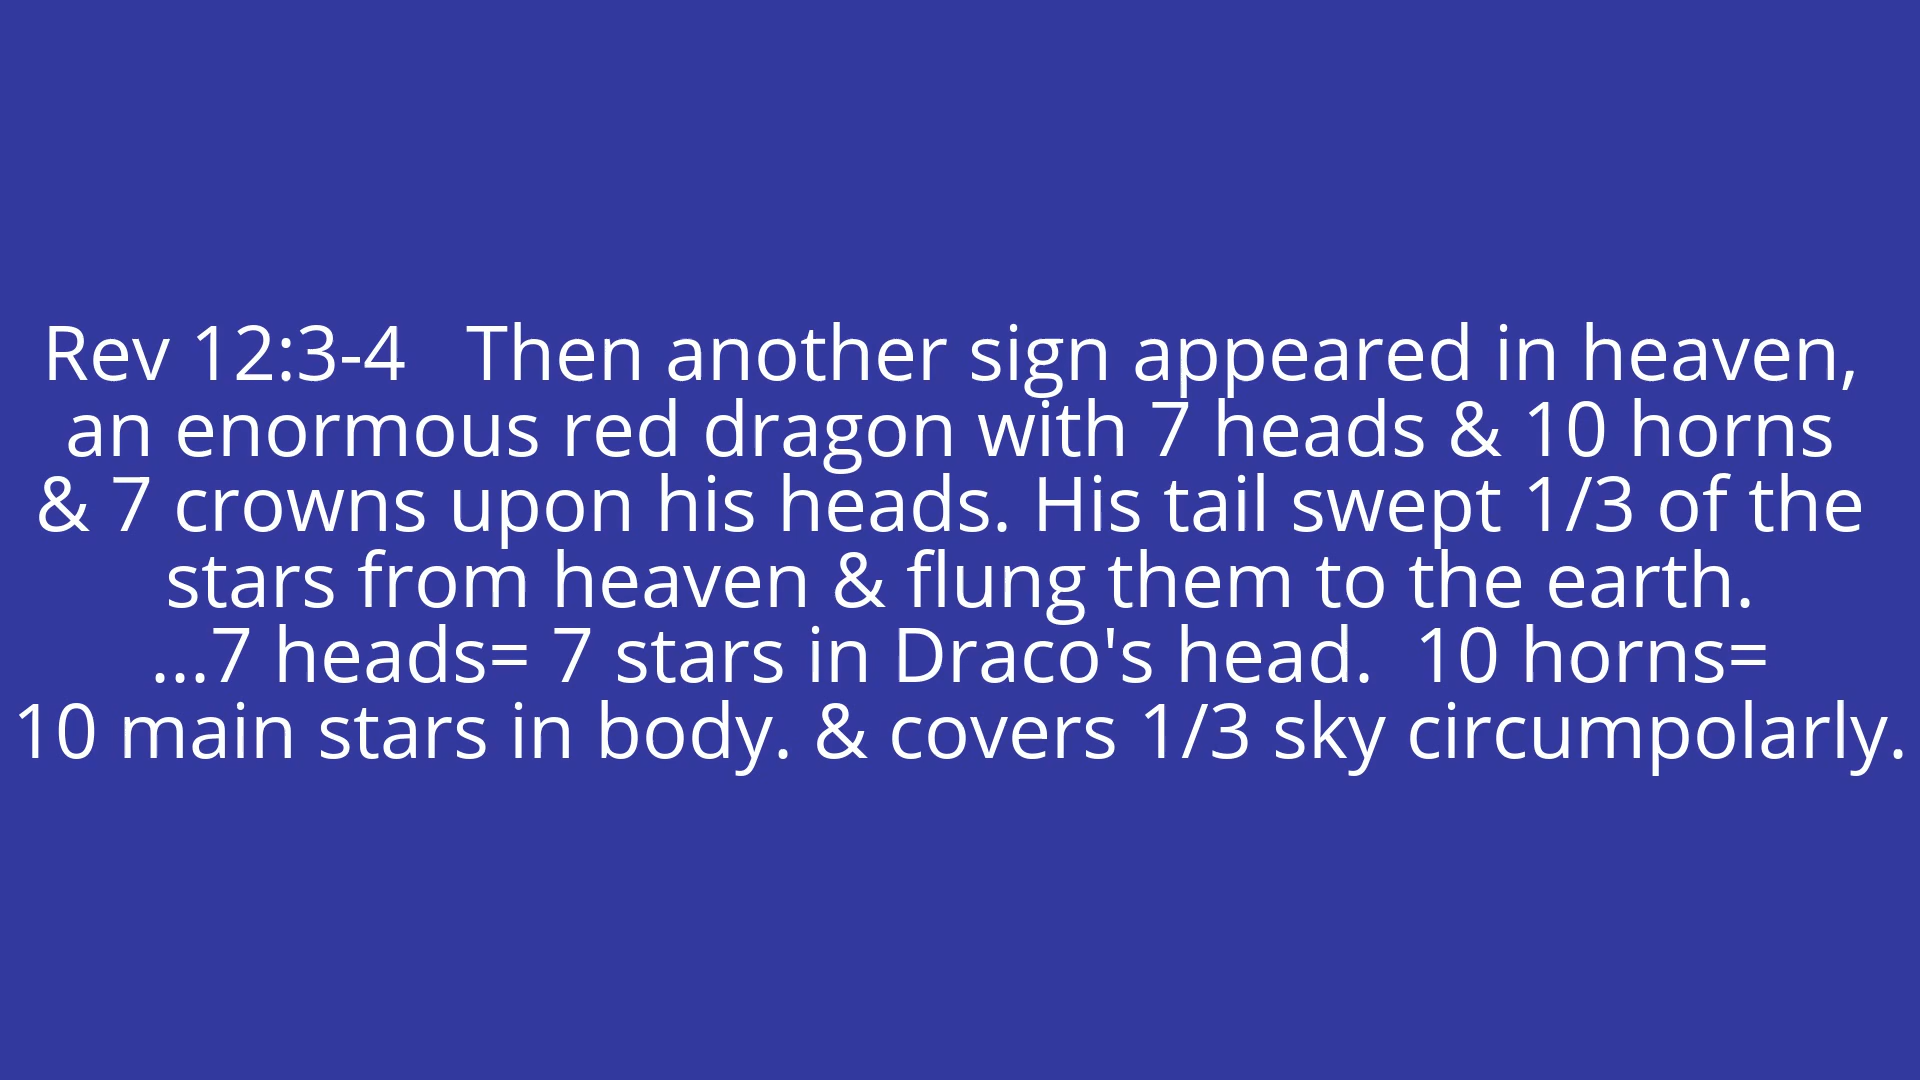 Rev 12:3-4   Then another sign appeared in heaven,
an enormous red dragon with 7 heads & 10 horns
& 7 crowns upon his heads. His tail swept 1/3 of the
stars from heaven & flung them to the earth.
...7 heads= 7 stars in Draco's head.  10 horns=
10 main stars in body. & covers 1/3 sky circumpolarly.